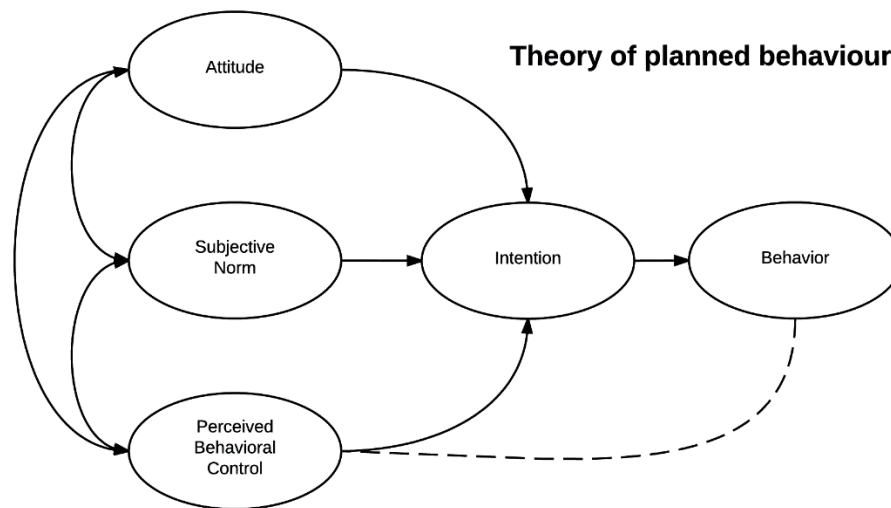 Attitude
Theory of planned behaviour
Subjective
Norm
Intention
Behavior
Perceived
Behavioral
Control